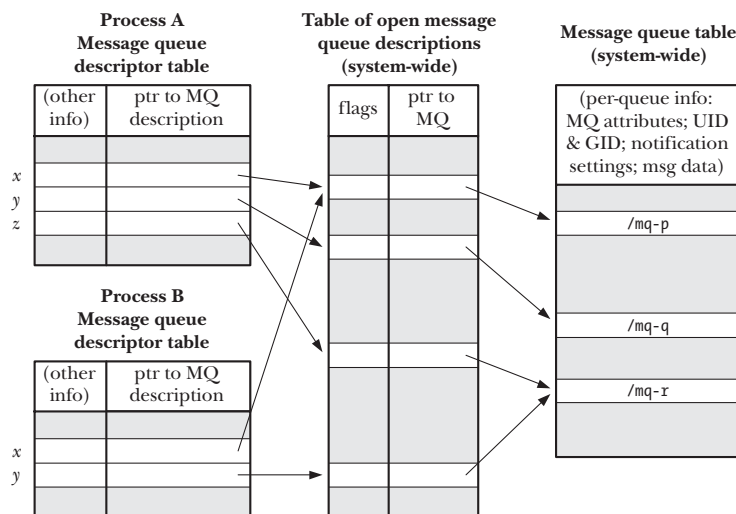 Process A
Message queue
descriptor table
(other
info)
ptr to MQ
description
x
y
z
Process B
Message queue
descriptor table
(other
info)
ptr to MQ
description
x
y
Table of open message
queue descriptions
(system-wide)
flags
ptr to
MQ
Message queue table
(system-wide)
(per-queue info:
MQ attributes; UID
& GID; notification
settings; msg data)
/mq-p
/mq-q
/mq-r